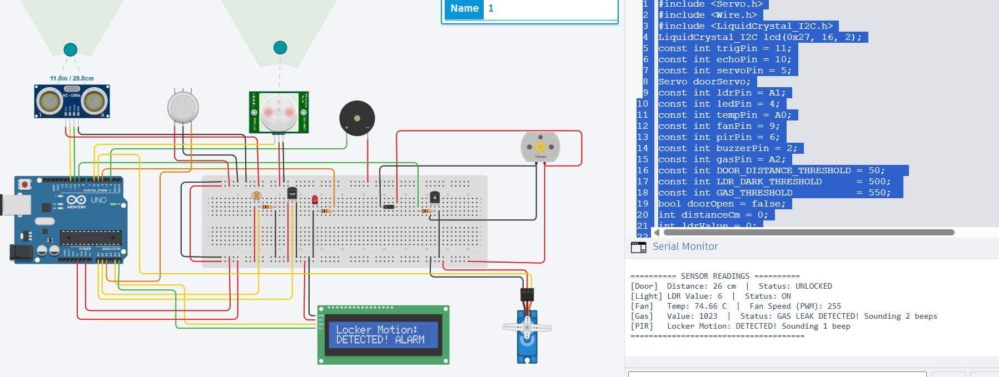 Name 1
11.0in / 28.0cm
HC-SR04
TMP
N
DIGITAL (PWM~)
UNO
ARDUINO
POWER
ANALOG IN
Locker Motion:
DETECTED! ALARM
GND
VCC
SDA
SCL
1 #include <Servo.h>
2 #include <Wire.h>
3 #include <LiquidCrystal_I2C.h>
4 LiquidCrystal_I2C lcd(0x27, 16, 2);
5 const int trigPin = 11;
6 const int echoPin = 10;
7 const int servoPin = 5;
8 Servo doorServo;
9 const int ldrPin = A1;
10 const int ledPin = 4;
11 const int tempPin = A0;
12 const int fanPin = 9;
13 const int pirPin = 6;
14 const int buzzerPin = 2;
15 const int gasPin = A2;
16 const int DOOR_DISTANCE_THRESHOLD = 50;
17 const int LDR_DARK_THRESHOLD = 500;
18 const int GAS_THRESHOLD = 550;
19 bool doorOpen = false;
20 int distanceCm = 0;
21 int ldrValue = 0;
22
Serial Monitor
========== SENSOR READINGS ==========
[Door] Distance: 26 cm | Status: UNLOCKED
[Light] LDR Value: 6 | Status: ON
[Fan] Temp: 74.66 C | Fan Speed (PWM): 255
[Gas] Value: 1023 | Status: GAS LEAK DETECTED! Sounding 2 beeps
[PIR] Locker Motion: DETECTED! Sounding 1 beep
======================================